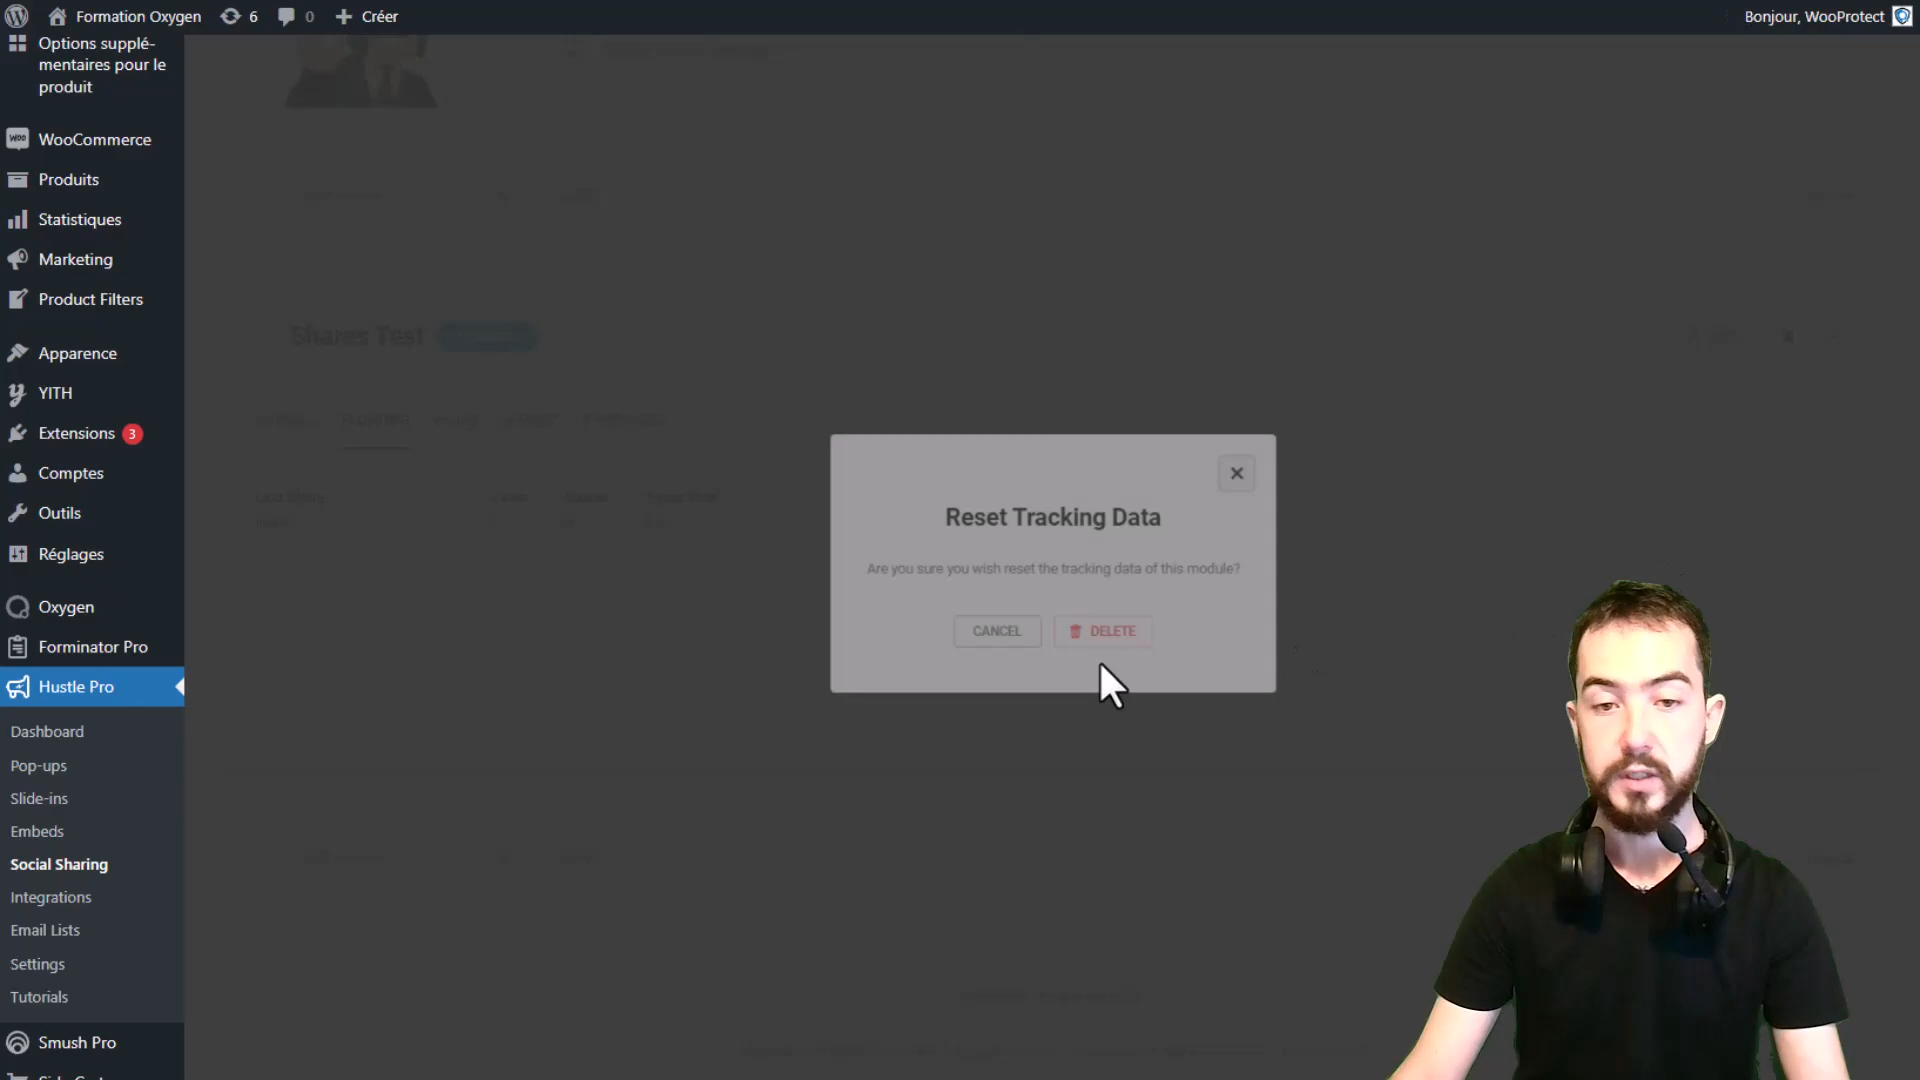 Formation Oxygen
6
0
Créer
Bonjour, WooProtect
Options supplé-
mentaires pour le
produit
WooCommerce
Produits
Statistiques
Marketing
Product Filters
Apparence
YITH
Extensions 3
Comptes
Outils
Réglages
Oxygen
Forminator Pro
Hustle Pro
Dashboard
Pop-ups
Slide-ins
Embeds
Social Sharing
Integrations
Email Lists
Settings
Tutorials
Smush Pro
Shares Test
FLOATING
Reset Tracking Data
Are you sure you wish reset the tracking data of this module?
CANCEL
DELETE